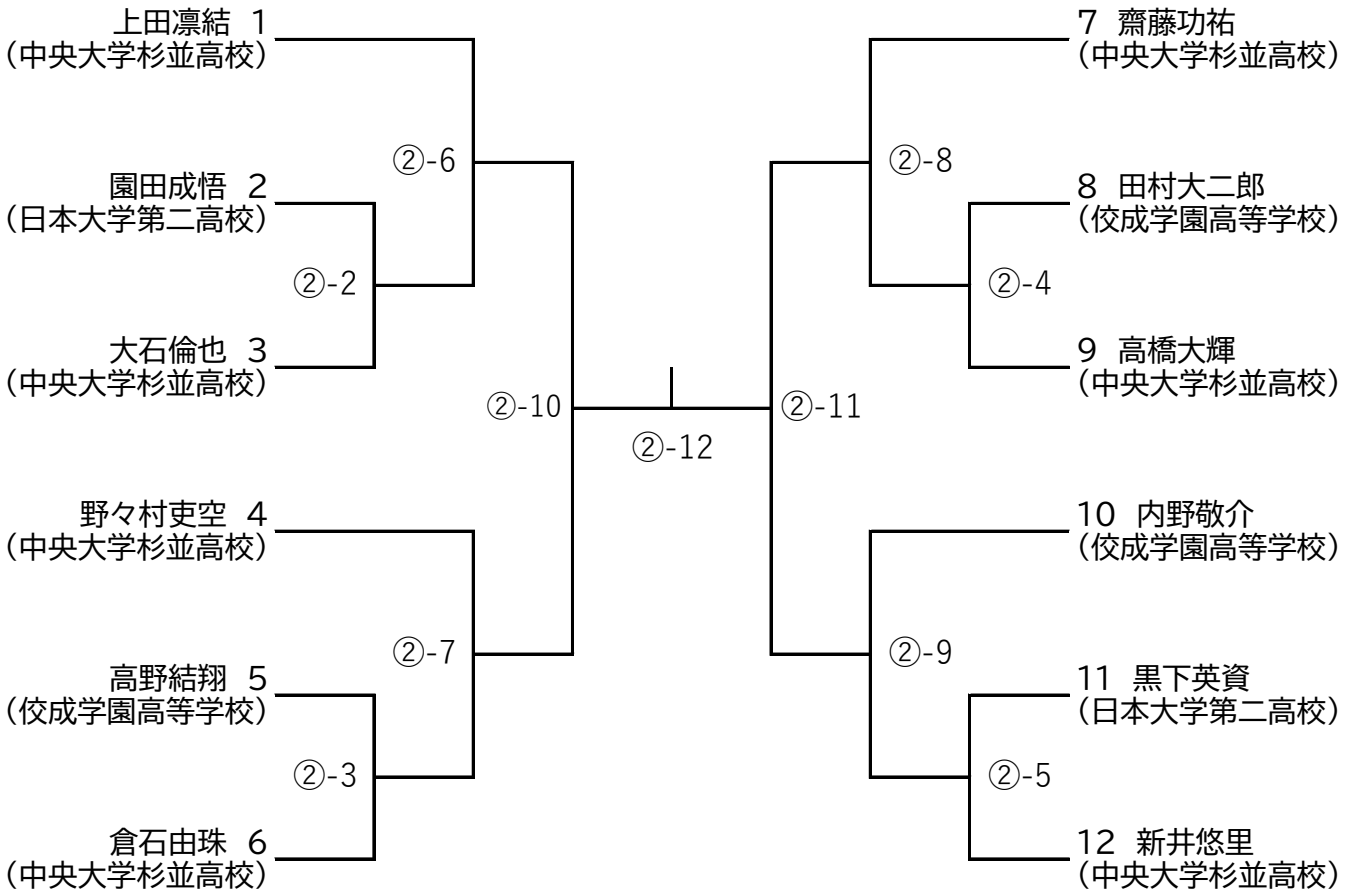 上田凛結 1
(中央大学杉並高校)
園田成悟 2
(日本大学第二高校)
大石倫也 3
(中央大学杉並高校)
野々村吏空 4
(中央大学杉並高校)
高野結翔 5
(佼成学園高等学校)
倉石由珠 6
(中央大学杉並高校)
②-6
②-2
②-10
②-7
②-3
②-12
②-8
②-4
②-11
②-9
②-5
7 齋藤功祐
(中央大学杉並高校)
8 田村大二郎
(佼成学園高等学校)
9 高橋大輝
(中央大学杉並高校)
10 内野敬介
(佼成学園高等学校)
11 黒下英資
(日本大学第二高校)
12 新井悠里
(中央大学杉並高校)